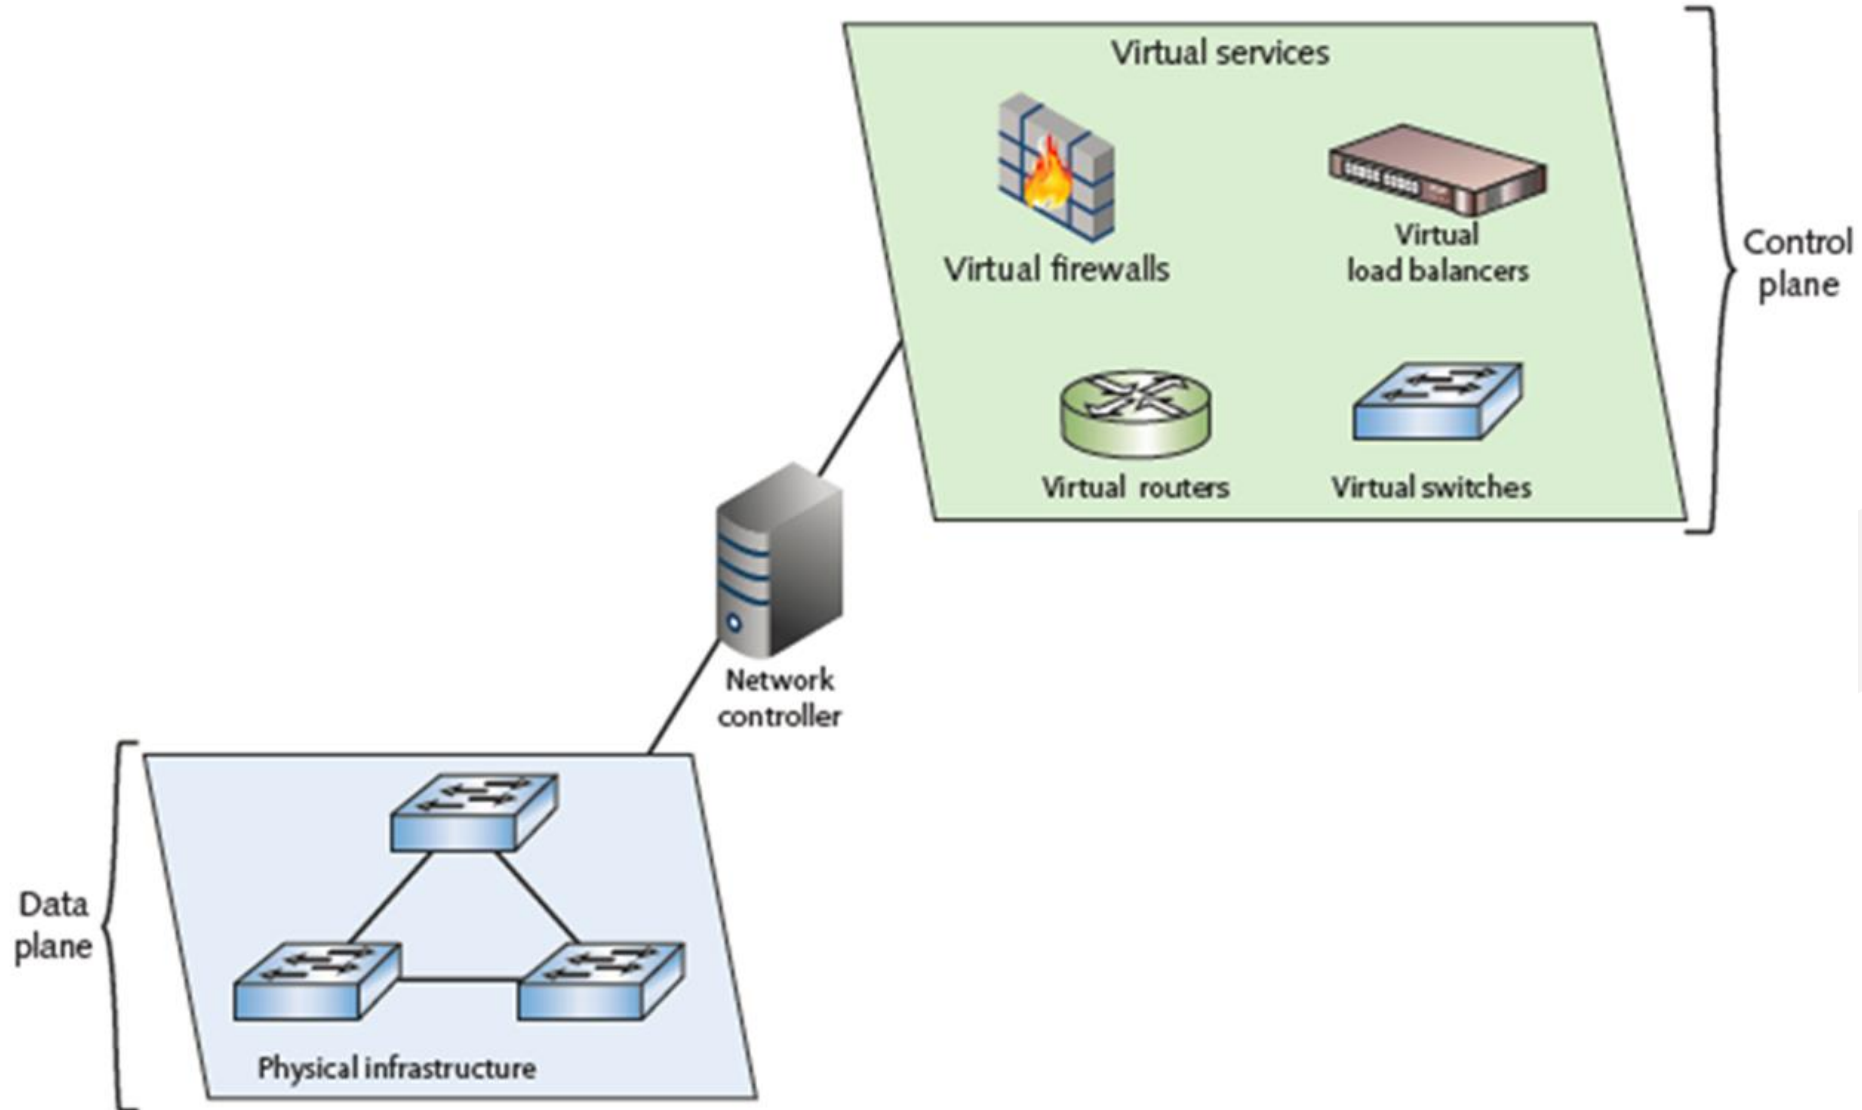 Virtual services
Virtual firewalls
Virtual
load balancers
Control
plane
Virtual routers
Virtual switches
Network
controller
Data
plane
Physical infrastructure